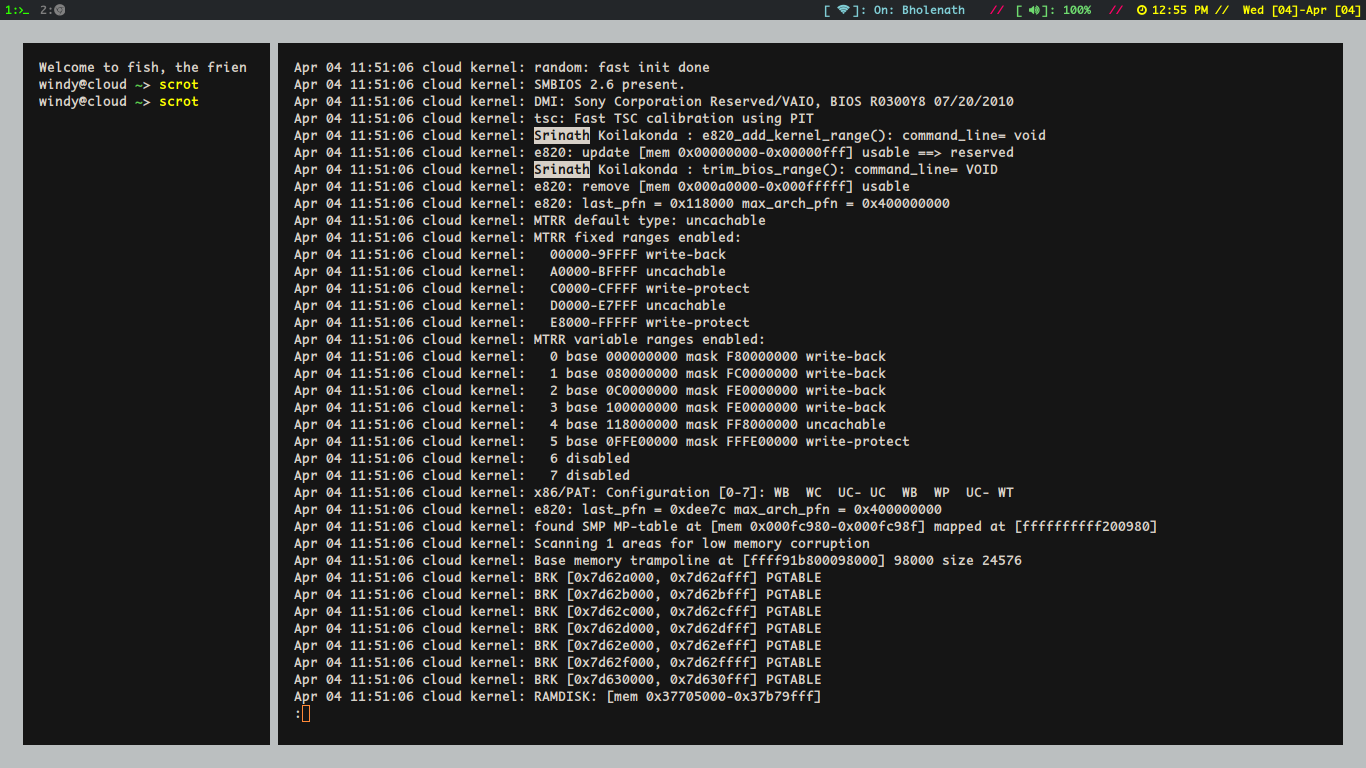 1:>_ 2: [ ]: On: Bholenath // [ ]: 100% // 12:55 PM // Wed [04]-Apr [04]
Welcome to fish, the frien
windy@cloud ~> scrot
windy@cloud ~> scrot
Apr 04 11:51:06 cloud kernel: random: fast init done
Apr 04 11:51:06 cloud kernel: SMBIOS 2.6 present.
Apr 04 11:51:06 cloud kernel: DMI: Sony Corporation Reserved/VAIO, BIOS R0300Y8 07/20/2010
Apr 04 11:51:06 cloud kernel: tsc: Fast TSC calibration using PIT
Apr 04 11:51:06 cloud kernel: Srinath Koilakonda : e820_add_kernel_range(): command_line= void
Apr 04 11:51:06 cloud kernel: e820: update [mem 0x00000000-0x00000fff] usable ==> reserved
Apr 04 11:51:06 cloud kernel: Srinath Koilakonda : trim_bios_range(): command_line= VOID
Apr 04 11:51:06 cloud kernel: e820: remove [mem 0x000a0000-0x000fffff] usable
Apr 04 11:51:06 cloud kernel: e820: last_pfn = 0x118000 max_arch_pfn = 0x400000000
Apr 04 11:51:06 cloud kernel: MTRR default type: uncachable
Apr 04 11:51:06 cloud kernel: MTRR fixed ranges enabled:
Apr 04 11:51:06 cloud kernel:   00000-9FFFF write-back
Apr 04 11:51:06 cloud kernel:   A0000-BFFFF uncachable
Apr 04 11:51:06 cloud kernel:   C0000-CFFFF write-protect
Apr 04 11:51:06 cloud kernel:   D0000-E7FFF uncachable
Apr 04 11:51:06 cloud kernel:   E8000-FFFFF write-protect
Apr 04 11:51:06 cloud kernel: MTRR variable ranges enabled:
Apr 04 11:51:06 cloud kernel:   0 base 000000000 mask F80000000 write-back
Apr 04 11:51:06 cloud kernel:   1 base 080000000 mask FC0000000 write-back
Apr 04 11:51:06 cloud kernel:   2 base 0C0000000 mask FE0000000 write-back
Apr 04 11:51:06 cloud kernel:   3 base 100000000 mask FE0000000 write-back
Apr 04 11:51:06 cloud kernel:   4 base 118000000 mask FF8000000 uncachable
Apr 04 11:51:06 cloud kernel:   5 base 0FFE00000 mask FFFE00000 write-protect
Apr 04 11:51:06 cloud kernel:   6 disabled
Apr 04 11:51:06 cloud kernel:   7 disabled
Apr 04 11:51:06 cloud kernel: x86/PAT: Configuration [0-7]: WB  WC  UC- UC  WB  WP  UC- WT
Apr 04 11:51:06 cloud kernel: e820: last_pfn = 0xdee7c max_arch_pfn = 0x400000000
Apr 04 11:51:06 cloud kernel: found SMP MP-table at [mem 0x000fc980-0x000fc98f] mapped at [ffffffffff200980]
Apr 04 11:51:06 cloud kernel: Scanning 1 areas for low memory corruption
Apr 04 11:51:06 cloud kernel: Base memory trampoline at [ffff91b800098000] 98000 size 24576
Apr 04 11:51:06 cloud kernel: BRK [0x7d62a000, 0x7d62afff] PGTABLE
Apr 04 11:51:06 cloud kernel: BRK [0x7d62b000, 0x7d62bfff] PGTABLE
Apr 04 11:51:06 cloud kernel: BRK [0x7d62c000, 0x7d62cfff] PGTABLE
Apr 04 11:51:06 cloud kernel: BRK [0x7d62d000, 0x7d62dfff] PGTABLE
Apr 04 11:51:06 cloud kernel: BRK [0x7d62e000, 0x7d62efff] PGTABLE
Apr 04 11:51:06 cloud kernel: BRK [0x7d62f000, 0x7d62ffff] PGTABLE
Apr 04 11:51:06 cloud kernel: BRK [0x7d630000, 0x7d630fff] PGTABLE
Apr 04 11:51:06 cloud kernel: RAMDISK: [mem 0x37705000-0x37b79fff]
: